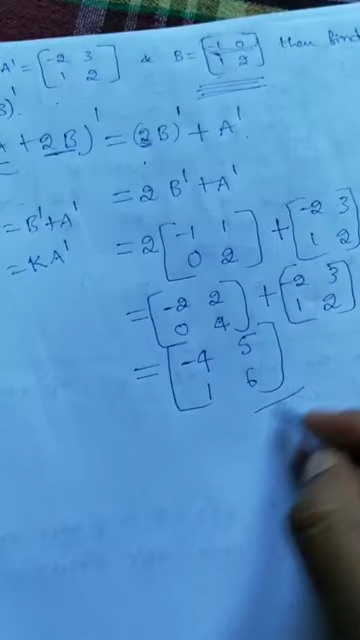 A' = [-2 3 & B = [-1 0 then find
1 2] 1 2]
B)'.
+ 2B)' = (2B)' + A'
= 2B' + A'
= B' + A'
= KA'
= 2 [-1 1 + [-2 3
0 2] 1 2]
= [-2 2 + [-2 3
0 4] 1 2]
= [-4 5
1 6]